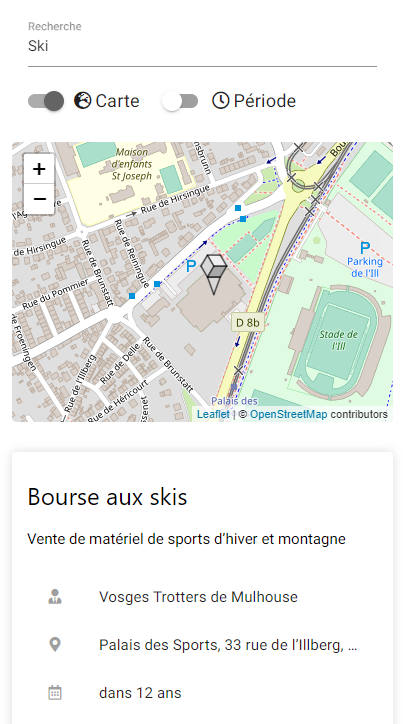 Recherche
Ski
Carte
Période
+
−
Maison
d'enfants
St Joseph
Rue de Hirsingue
Rue de Hirsingue
Rue de Brunstatt
Rue de Reiningue
Rue du Pommier
Rue de l'Illberg
Rue de Delle
Rue de Héricourt
Rue de Brunstatt
P
P
Parking
de l'Ill
D 8b
Stade de
l'Ill
Palais des
Leaflet | © OpenStreetMap contributors
Bourse aux skis
Vente de matériel de sports d’hiver et montagne
Vosges Trotters de Mulhouse
Palais des Sports, 33 rue de l’Illberg, ...
dans 12 ans